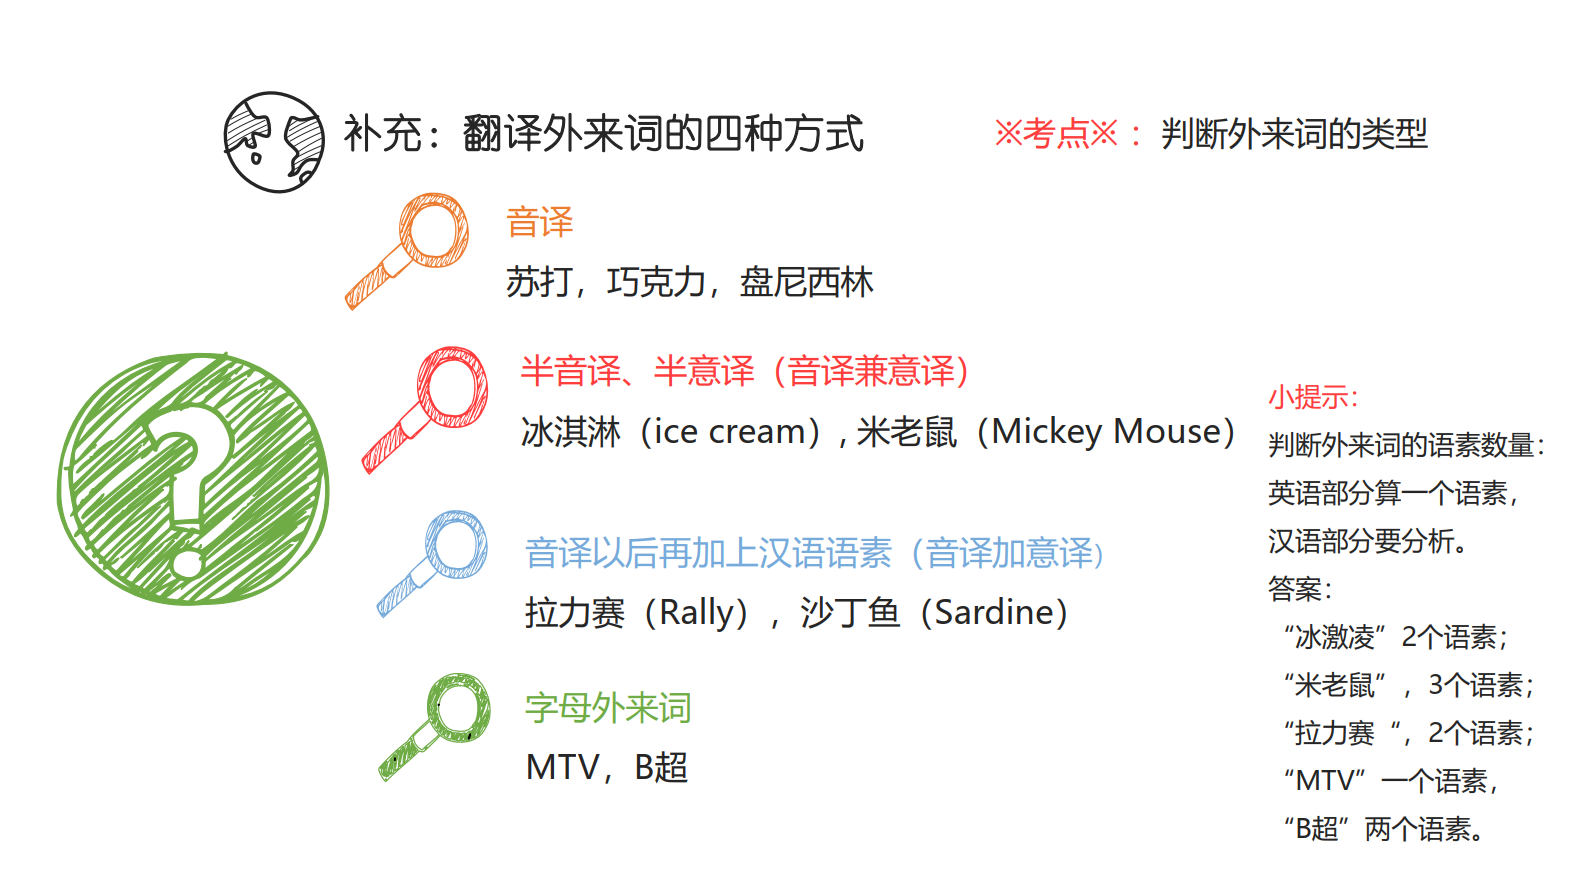 补充：翻译外来词的四种方式
※考点※：判断外来词的类型
音译
苏打，巧克力，盘尼西林
半音译、半意译（音译兼意译）
冰淇淋（ice cream）,米老鼠（Mickey Mouse）
音译以后再加上汉语语素（音译加意译）
拉力赛（Rally），沙丁鱼（Sardine）
字母外来词
MTV，B超
小提示：
判断外来词的语素数量：
英语部分算一个语素，
汉语部分要分析。
答案：
“冰激凌”2个语素；
“米老鼠”，3个语素；
“拉力赛“，2个语素；
“MTV”一个语素，
“B超”两个语素。